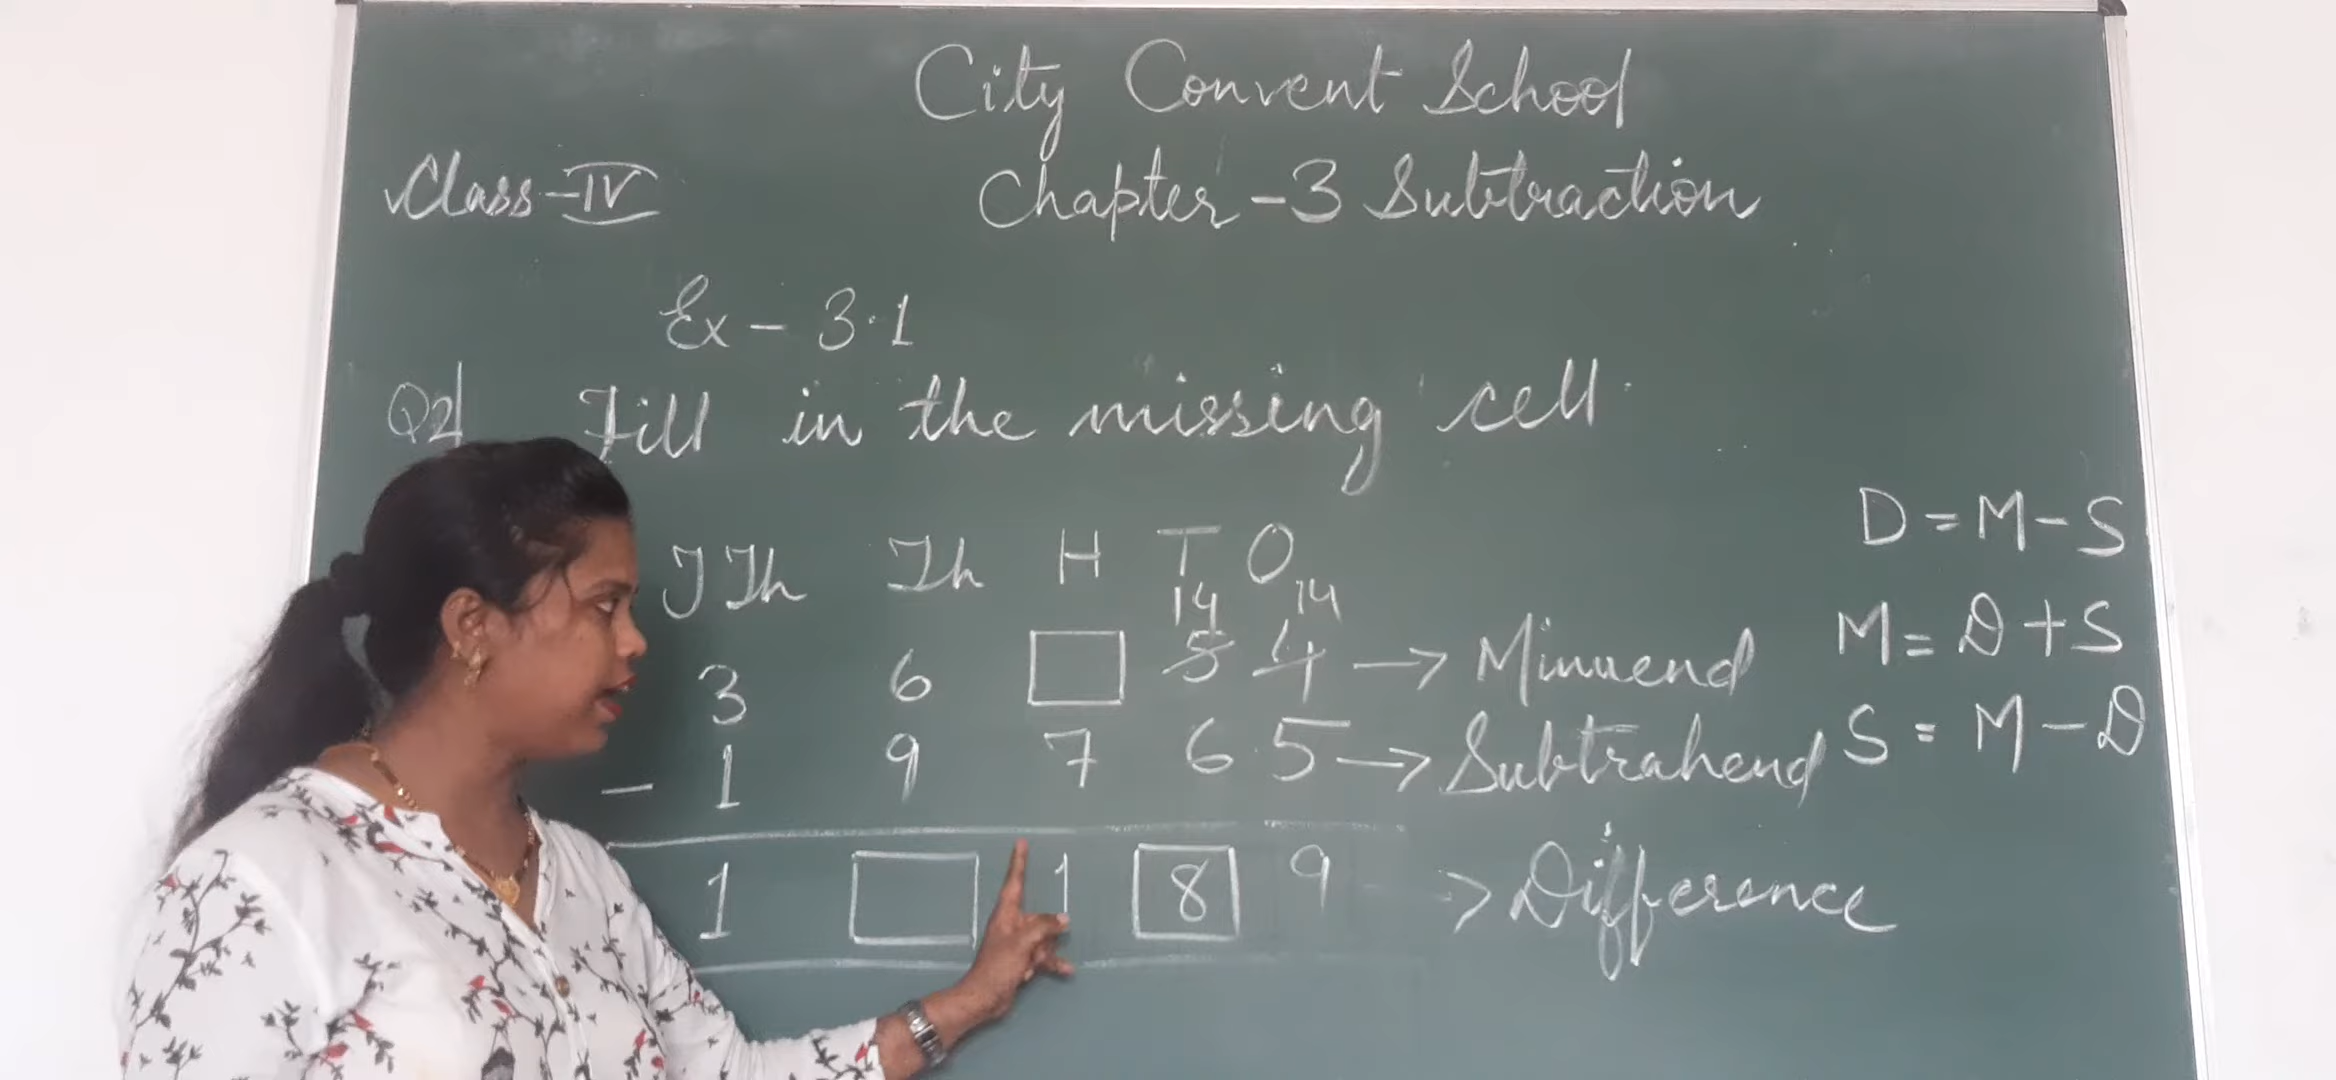 City Convent School
Class-IV Chapter-3 Subtraction
Ex - 3.1
Q2 Fill in the missing cell.
T Th Th H T O
14 14
3 6 5 4 → Minuend
- 1 9 7 6 5 → Subtrahend
1 1 8 9 → Difference
D = M - S
M = D + S
S = M - D